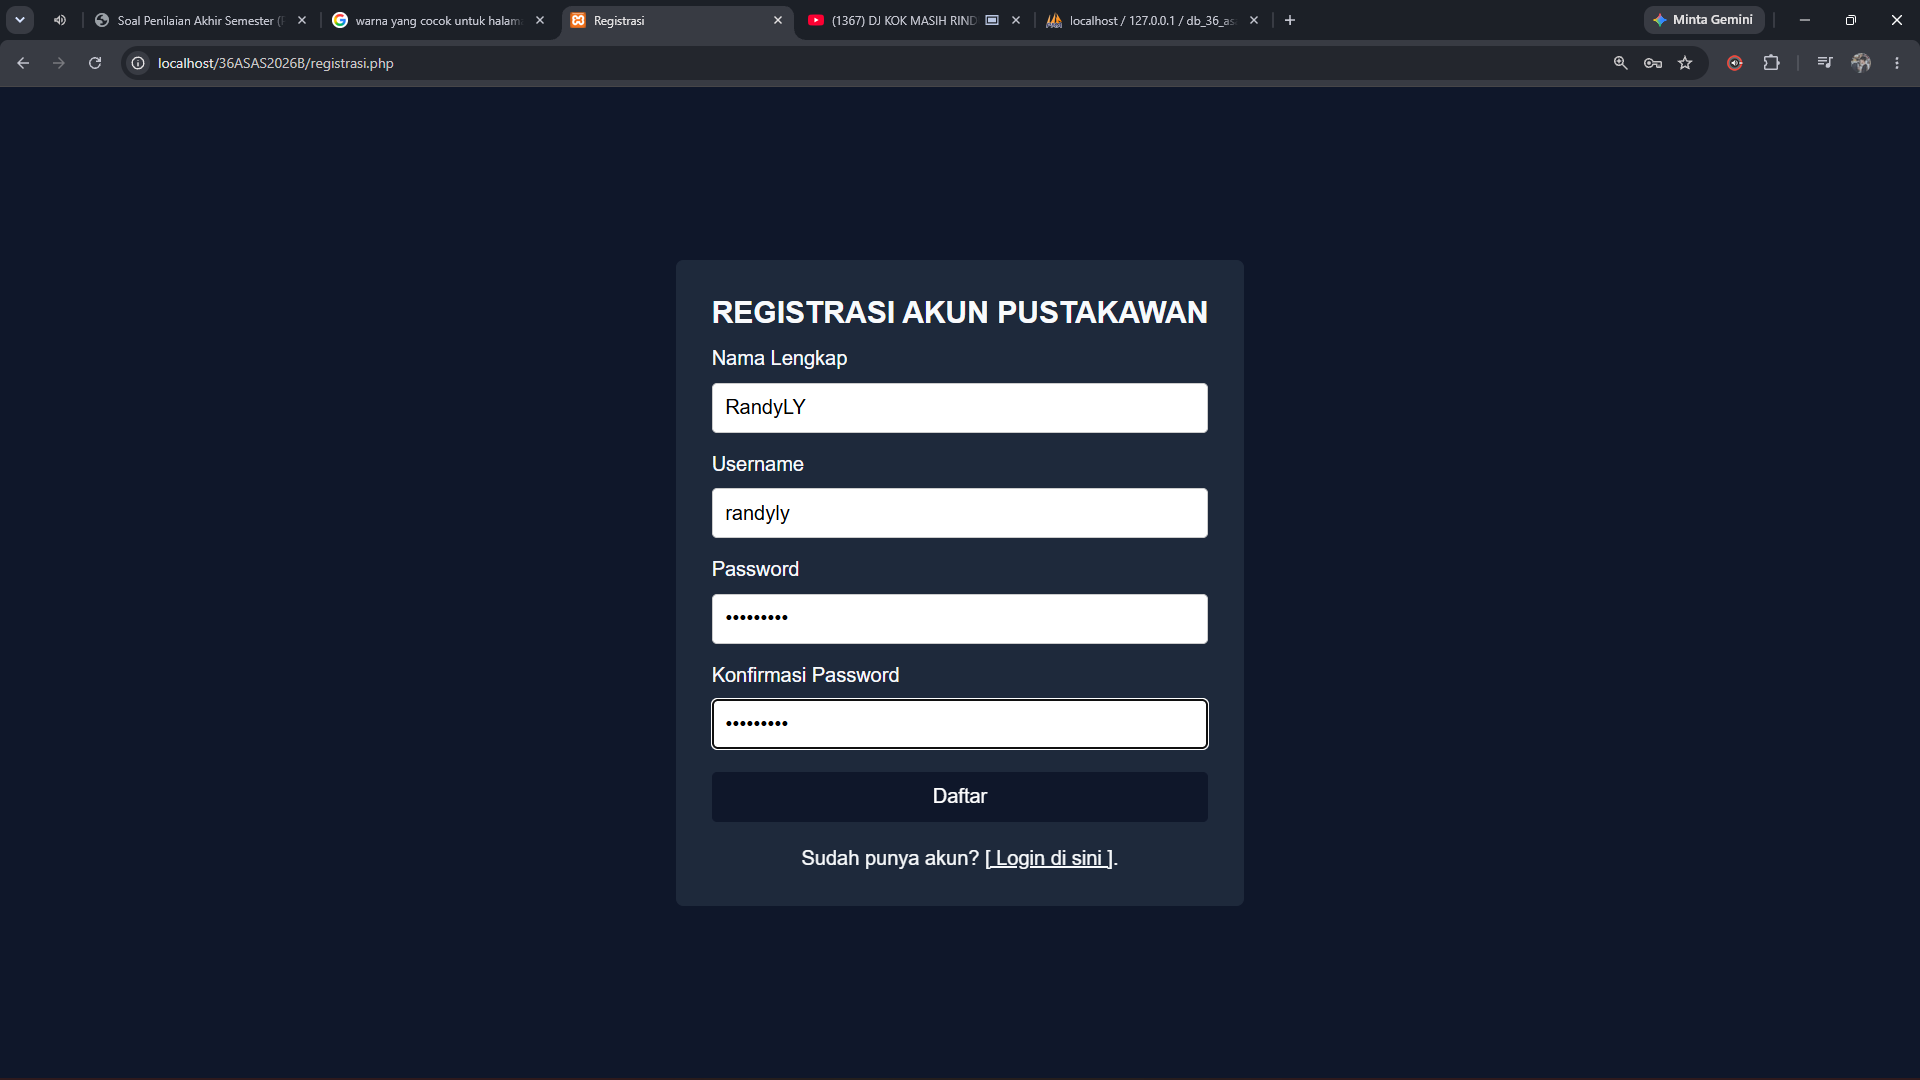 Soal Penilaian Akhir Semester (
warna yang cocok untuk halam
Registrasi
(1367) DJ KOK MASIH RIND
localhost / 127.0.0.1 / db_36_as
Minta Gemini
localhost/36ASAS2026B/registrasi.php
REGISTRASI AKUN PUSTAKAWAN
Nama Lengkap
RandyLY
Username
randyly
Password
•••••••••
Konfirmasi Password
•••••••••
Daftar
Sudah punya akun? [ Login di sini ].